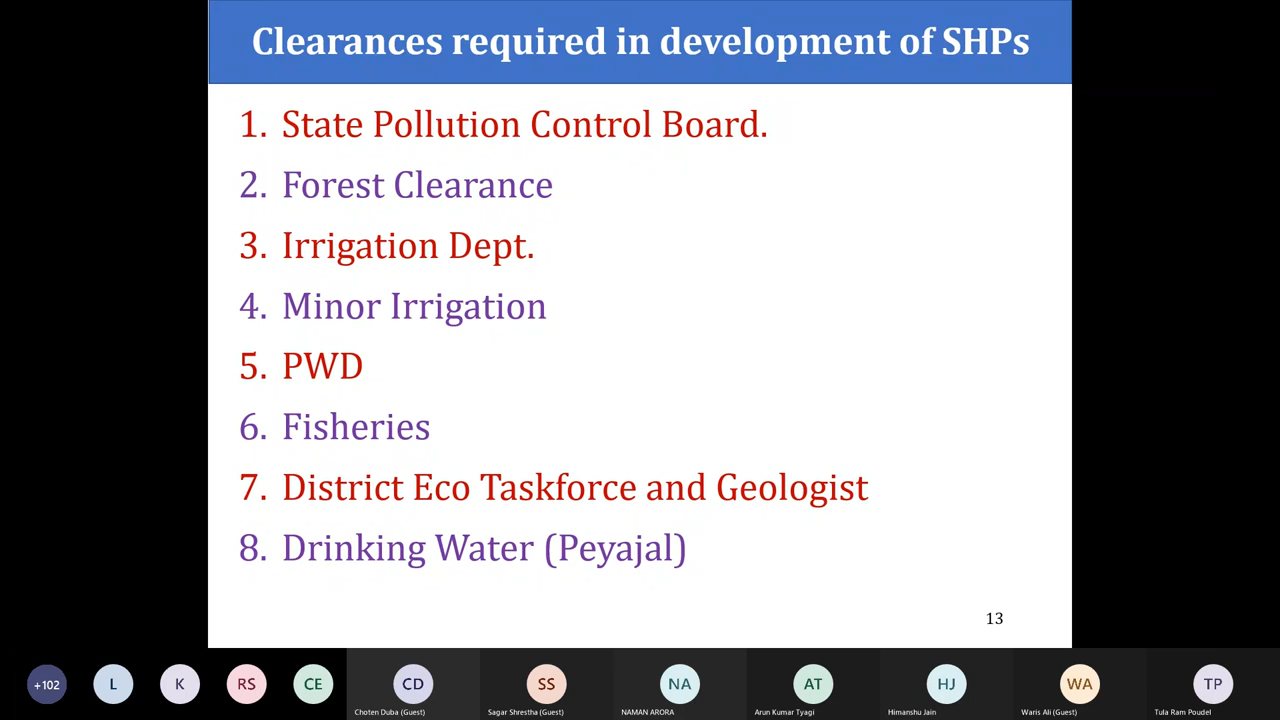 Clearances required in development of SHPs
1. State Pollution Control Board.
2. Forest Clearance
3. Irrigation Dept.
4. Minor Irrigation
5. PWD
6. Fisheries
7. District Eco Taskforce and Geologist
8. Drinking Water (Peyajal)
13
+102 L K RS CE CD SS NA AT HJ WA TP
Choten Duba (Guest) Sagar Shrestha (Guest) NAMAN ARORA Arun Kumar Tyagi Himanshu Jain Waris Ali (Guest) Tula Ram Poudel